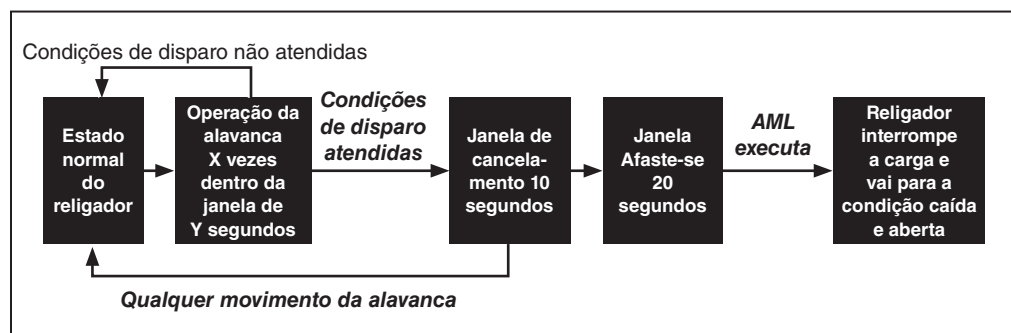 Condições de disparo não atendidas
Estado
normal
do
religador
Operação da
alavanca
X vezes
dentro da
janela de
Y segundos
Condições
de disparo
atendidas
Janela de
cancela-
mento 10
segundos
Janela
Afaste-se
20
segundos
AML
executa
Religador
interrompe
a carga e
vai para a
condição caída
e aberta
Qualquer movimento da alavanca